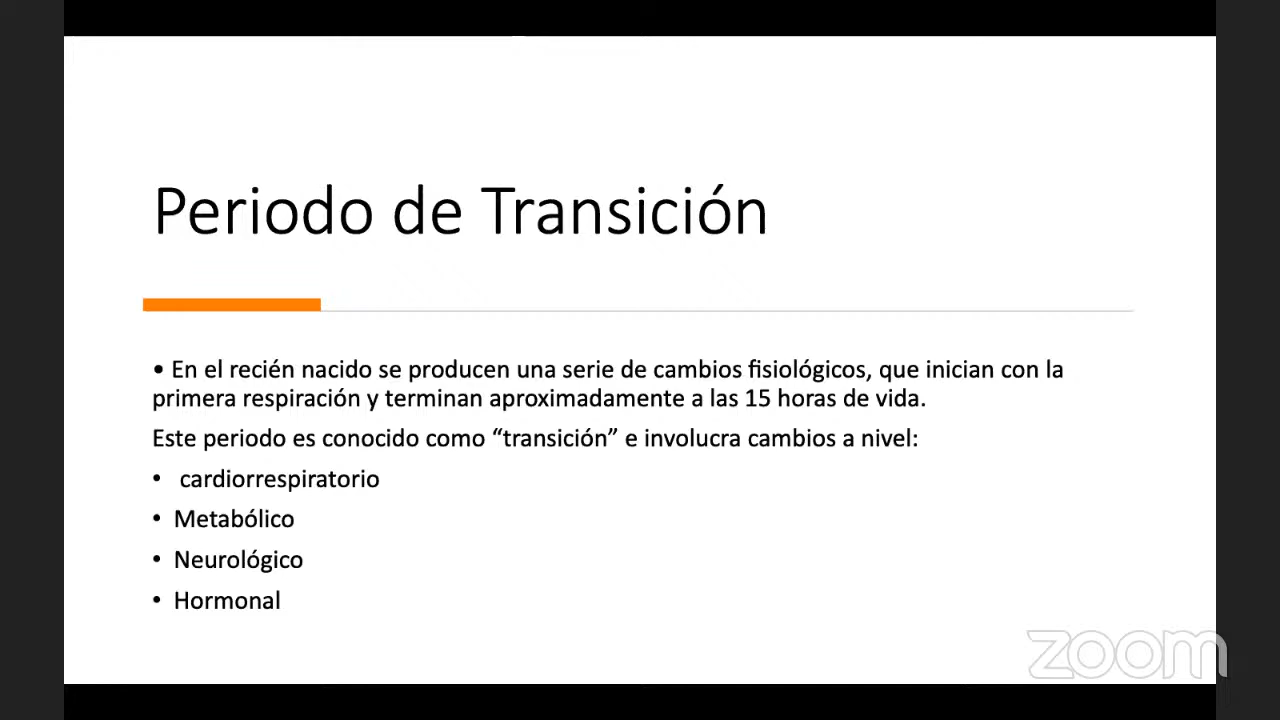 Periodo de Transición
• En el recién nacido se producen una serie de cambios fisiológicos, que inician con la
primera respiración y terminan aproximadamente a las 15 horas de vida.
Este periodo es conocido como “transición” e involucra cambios a nivel:
• cardiorrespiratorio
• Metabólico
• Neurológico
• Hormonal
zoom